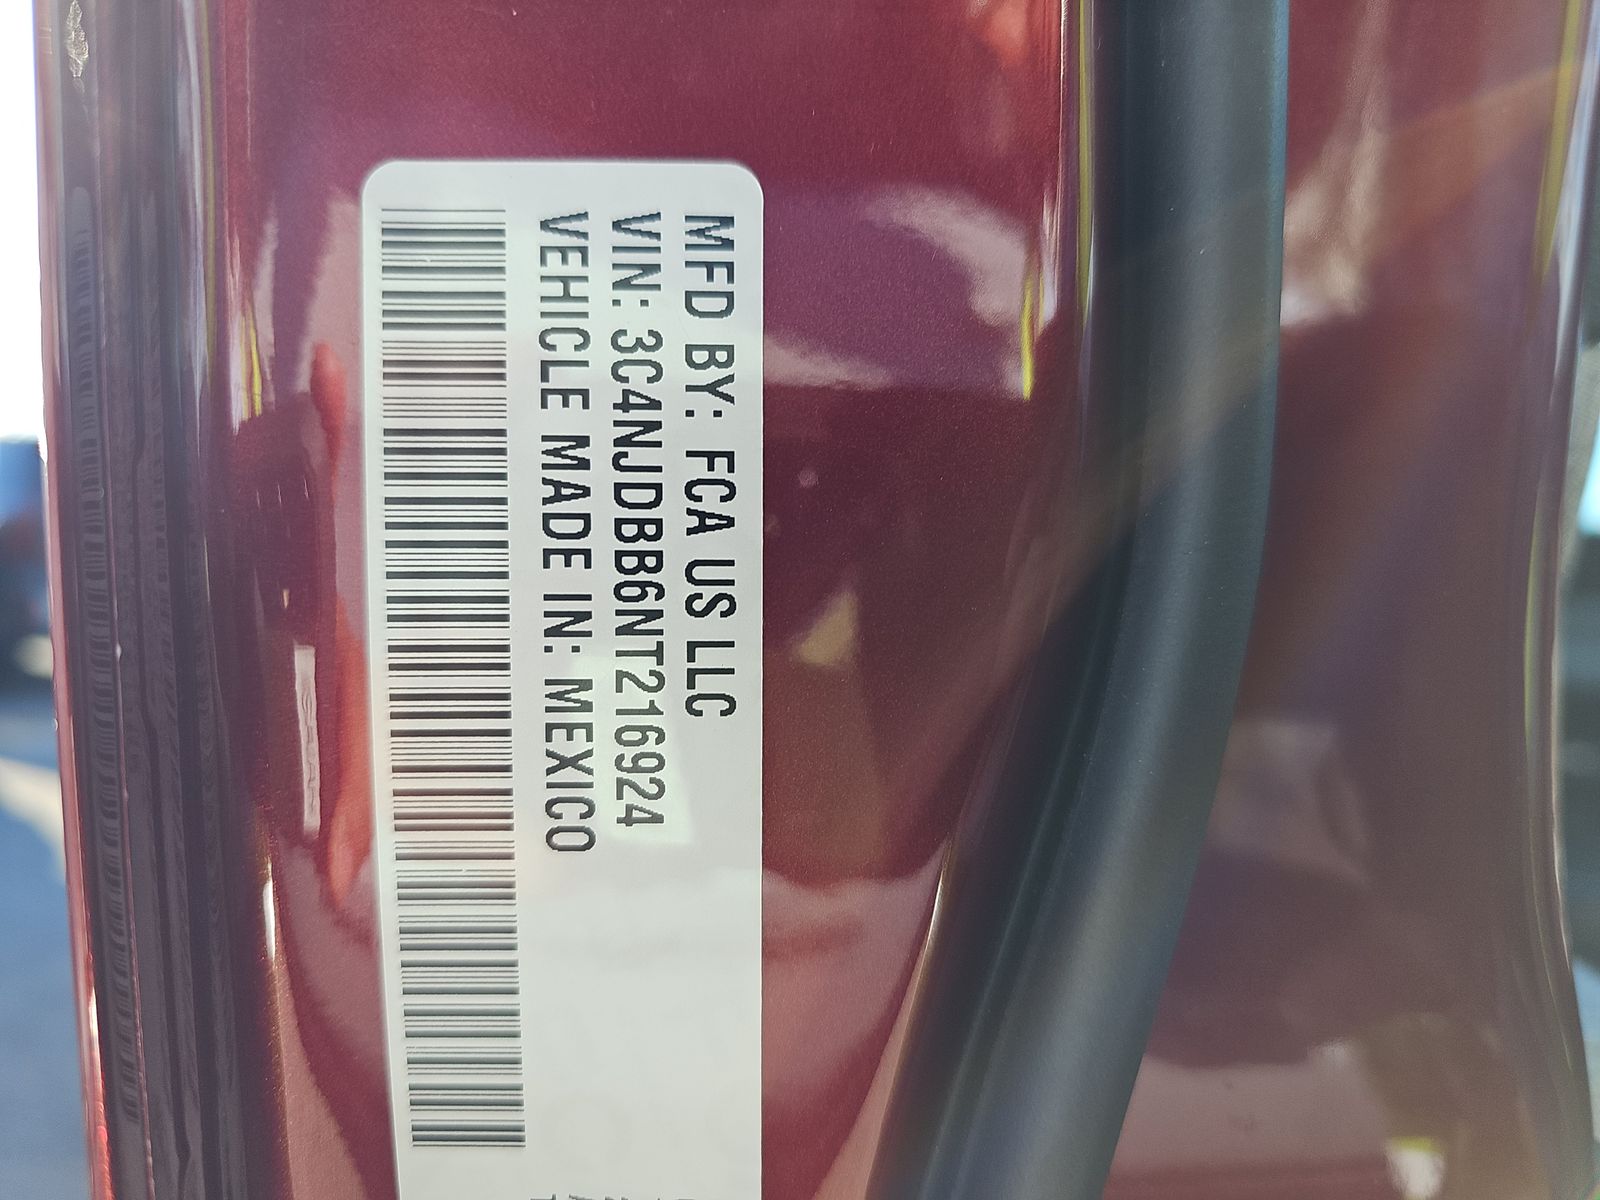 MFD BY: FCA US LLC
VIN: 3C4NJDBB6NT216924
VEHICLE MADE IN: MEXICO